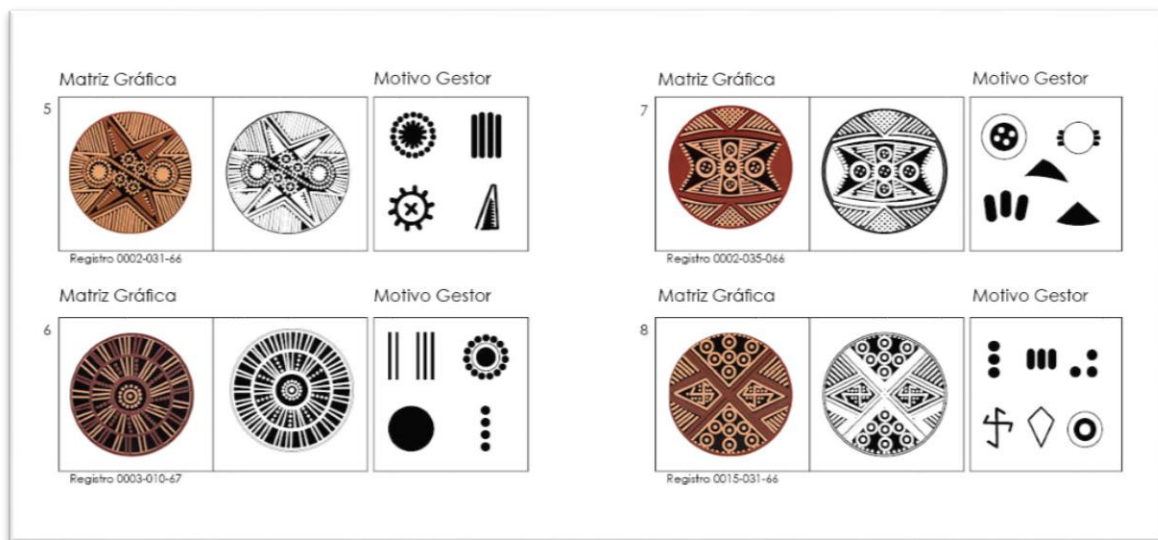 Matriz Gráfica
Motivo Gestor
5
Registro 0002-031-66
Matriz Gráfica
Motivo Gestor
6
Registro 0003-010-67
Matriz Gráfica
Motivo Gestor
7
Registro 0002-035-066
Matriz Gráfica
Motivo Gestor
8
Registro 0015-031-66